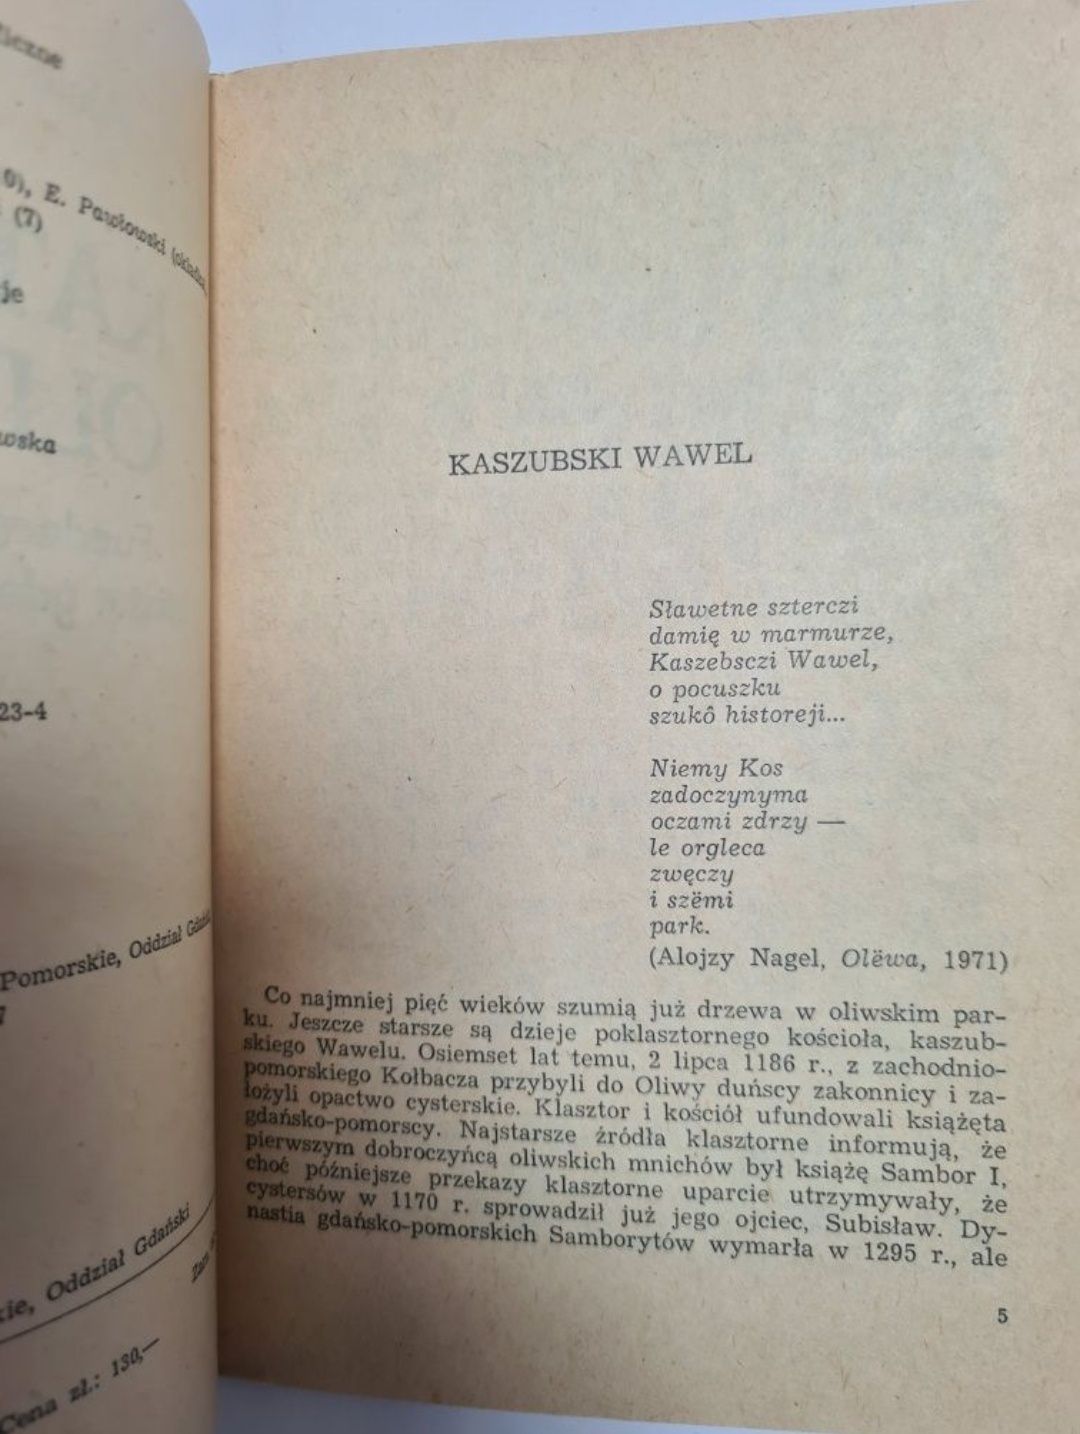 iczne
0), E. Pawłowski (okładka
(7)
je
wska
23-4
Pomorskie, Oddział Gdań
7
kie, Oddział Gdański
Zam
Cena zł.: 130,—
KASZUBSKI WAWEL
Sławetne szterczi
damię w marmurze,
Kaszebsczi Wawel,
o pocuszku
szukô historeji...
Niemy Kos
zadoczynyma
oczami zdrzy —
le orgleca
zwęczy
i szëmi
park.
(Alojzy Nagel, Olëwa, 1971)
Co najmniej pięć wieków szumią już drzewa w oliwskim par-
ku. Jeszcze starsze są dzieje poklasztornego kościoła, kaszub-
skiego Wawelu. Osiemset lat temu, 2 lipca 1186 r., z zachodnio-
pomorskiego Kołbacza przybyli do Oliwy duńscy zakonnicy i za-
łożyli opactwo cysterskie. Klasztor i kościół ufundowali książęta
gdańsko-pomorscy. Najstarsze źródła klasztorne informują, że
pierwszym dobroczyńcą oliwskich mnichów był książę Sambor I,
choć późniejsze przekazy klasztorne uparcie utrzymywały, że
cystersów w 1170 r. sprowadził już jego ojciec, Subisław. Dy-
nastia gdańsko-pomorskich Samborytów wymarła w 1295 r., ale
5